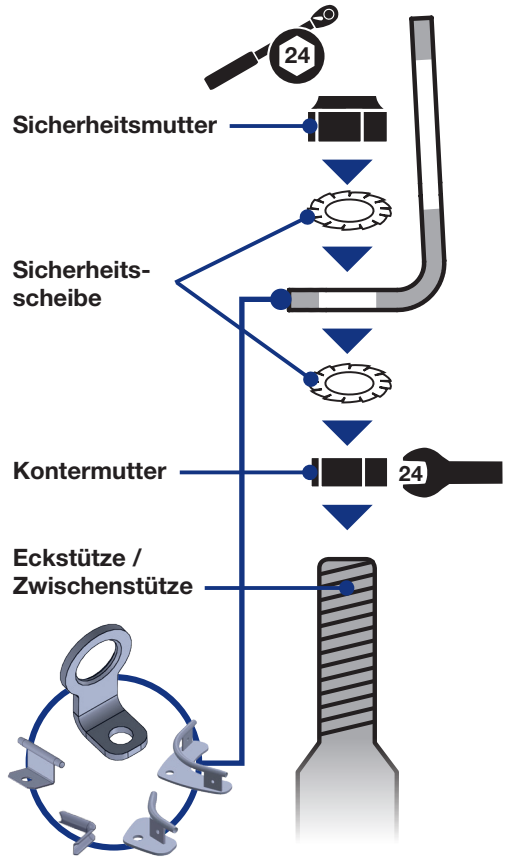 24
Sicherheitsmutter
Sicherheits-
scheibe
Kontermutter
24
Eckstütze /
Zwischenstütze